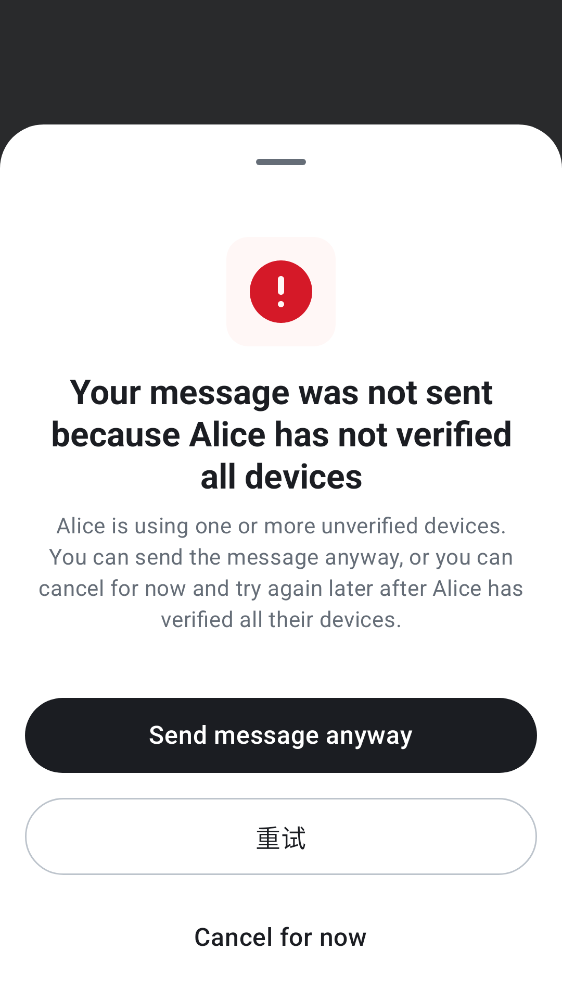 Your message was not sent
because Alice has not verified
all devices
Alice is using one or more unverified devices.
You can send the message anyway, or you can
cancel for now and try again later after Alice has
verified all their devices.
Send message anyway
重试
Cancel for now